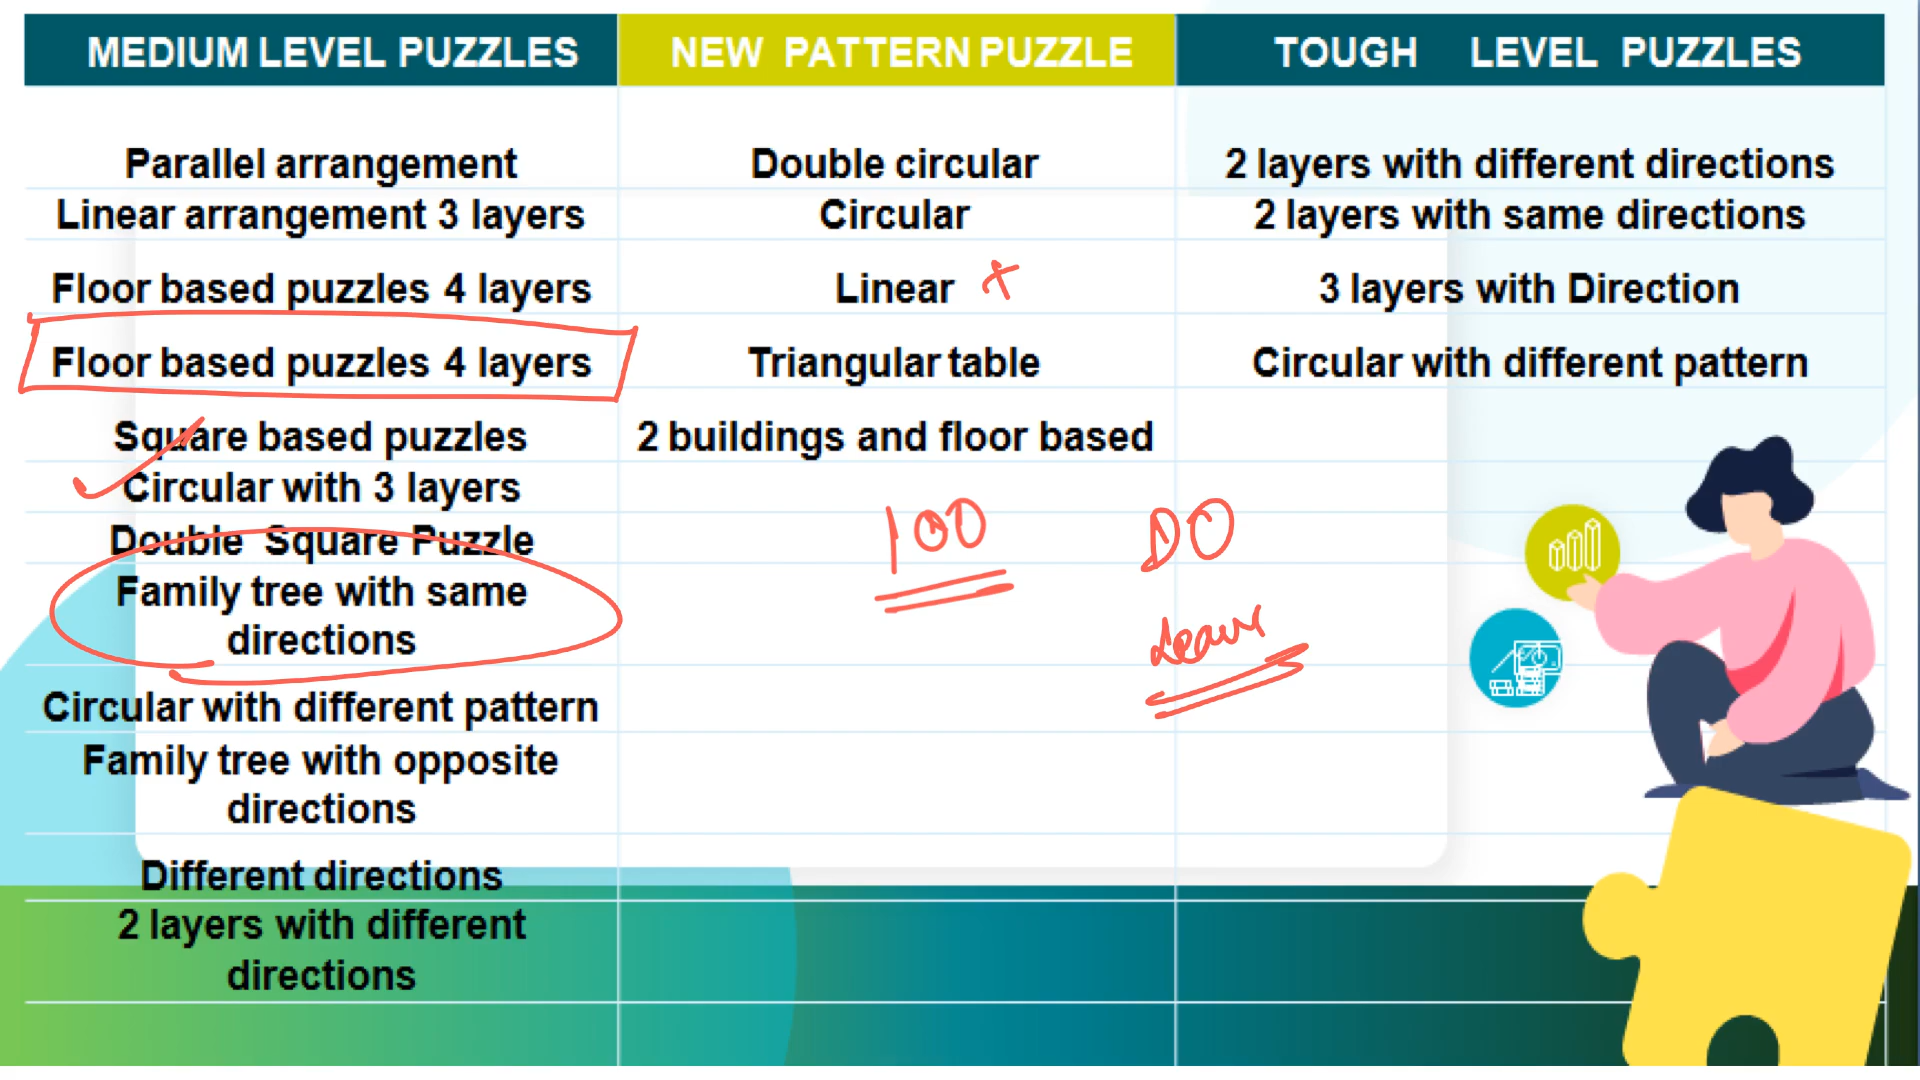 MEDIUM LEVEL PUZZLES NEW PATTERN PUZZLE TOUGH LEVEL PUZZLES
Parallel arrangement Double circular 2 layers with different directions
Linear arrangement 3 layers Circular 2 layers with same directions
Floor based puzzles 4 layers Linear 3 layers with Direction
Floor based puzzles 4 layers Triangular table Circular with different pattern
Square based puzzles 2 buildings and floor based
Circular with 3 layers
Double Square Puzzle
100 DO
Family tree with same
directions
Leave
Circular with different pattern
Family tree with opposite
directions
Different directions
2 layers with different
directions